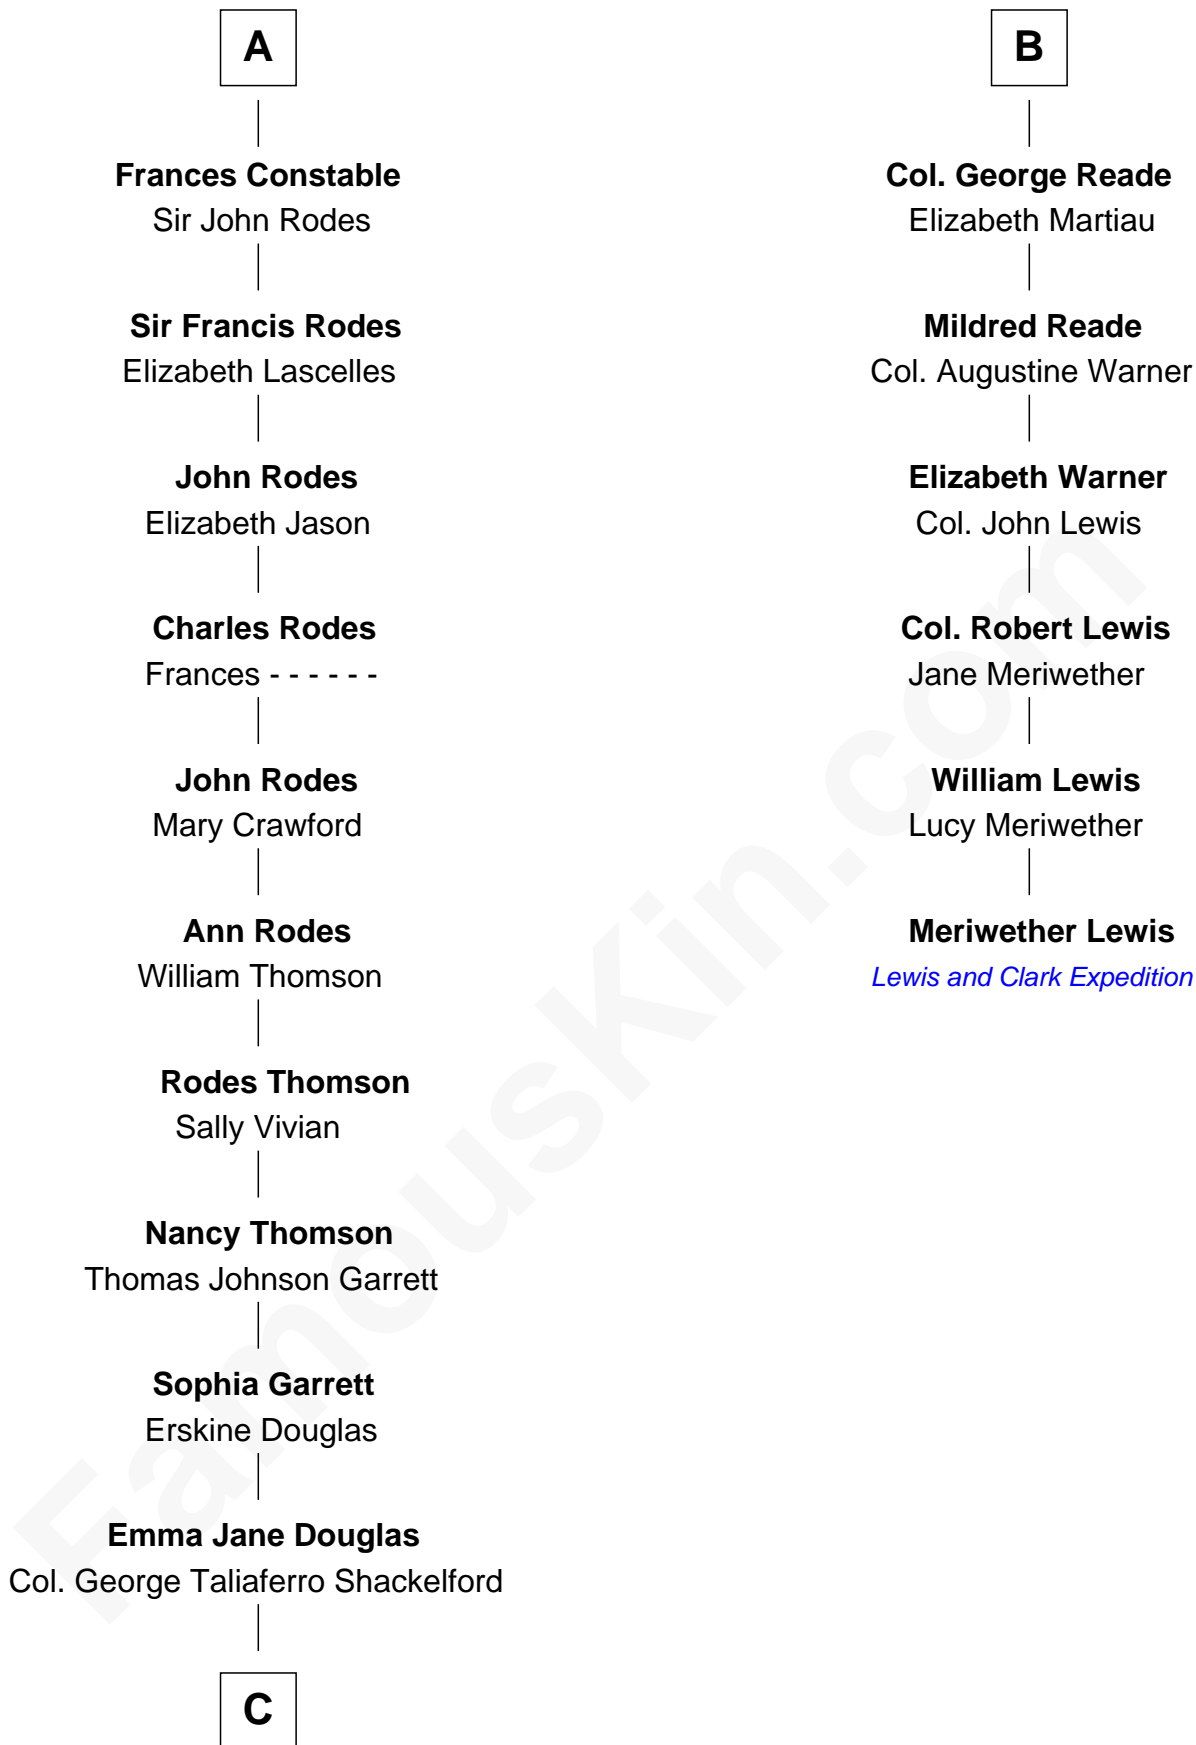 A
Frances Constable
Sir John Rodes
Sir Francis Rodes
Elizabeth Lascelles
John Rodes
Elizabeth Jason
Charles Rodes
Frances - - - - - -
John Rodes
Mary Crawford
Ann Rodes
William Thomson
Rodes Thomson
Sally Vivian
Nancy Thomson
Thomas Johnson Garrett
Sophia Garrett
Erskine Douglas
Emma Jane Douglas
Col. George Taliaferro Shackelford
C
B
Col. George Reade
Elizabeth Martiau
Mildred Reade
Col. Augustine Warner
Elizabeth Warner
Col. John Lewis
Col. Robert Lewis
Jane Meriwether
William Lewis
Lucy Meriwether
Meriwether Lewis
Lewis and Clark Expedition
FamousKin.com